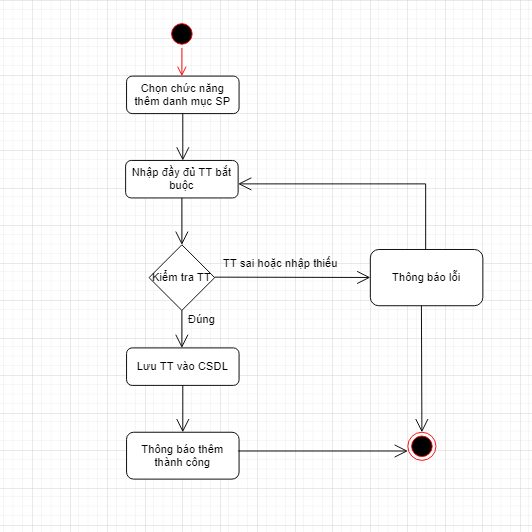 Chọn chức năng
thêm danh mục SP
Nhập đầy đủ TT bắt
buộc
Kiểm tra TT
TT sai hoặc nhập thiếu
Thông báo lỗi
Đúng
Lưu TT vào CSDL
Thông báo thêm
thành công